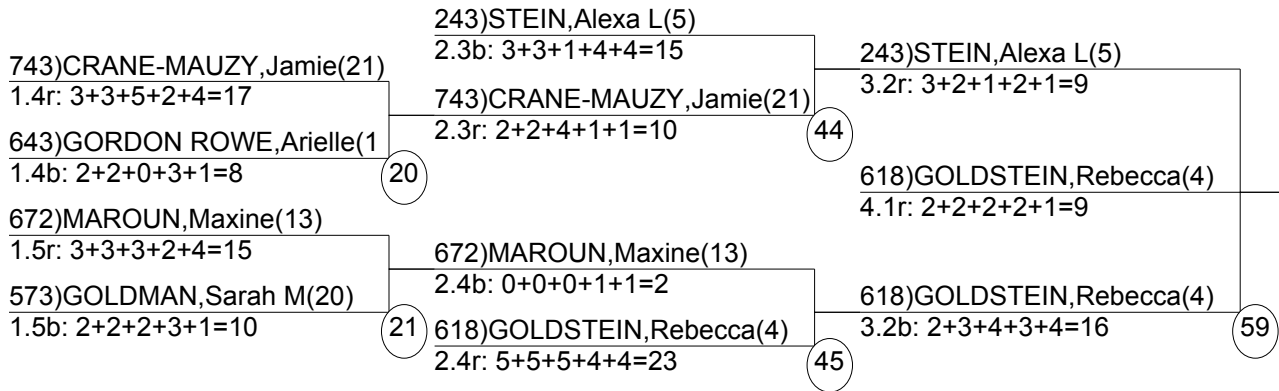 243)STEIN,Alexa L(5)
2.3b: 3+3+1+4+4=15
743)CRANE-MAUZY,Jamie(21)
1.4r: 3+3+5+2+4=17
243)STEIN,Alexa L(5)
3.2r: 3+2+1+2+1=9
743)CRANE-MAUZY,Jamie(21)
2.3r: 2+2+4+1+1=10
44
643)GORDON ROWE,Arielle(1
1.4b: 2+2+0+3+1=8
20
618)GOLDSTEIN,Rebecca(4)
4.1r: 2+2+2+2+1=9
672)MAROUN,Maxine(13)
1.5r: 3+3+3+2+4=15
672)MAROUN,Maxine(13)
2.4b: 0+0+0+1+1=2
573)GOLDMAN,Sarah M(20)
1.5b: 2+2+2+3+1=10
21
618)GOLDSTEIN,Rebecca(4)
3.2b: 2+3+4+3+4=16
59
618)GOLDSTEIN,Rebecca(4)
2.4r: 5+5+5+4+4=23
45